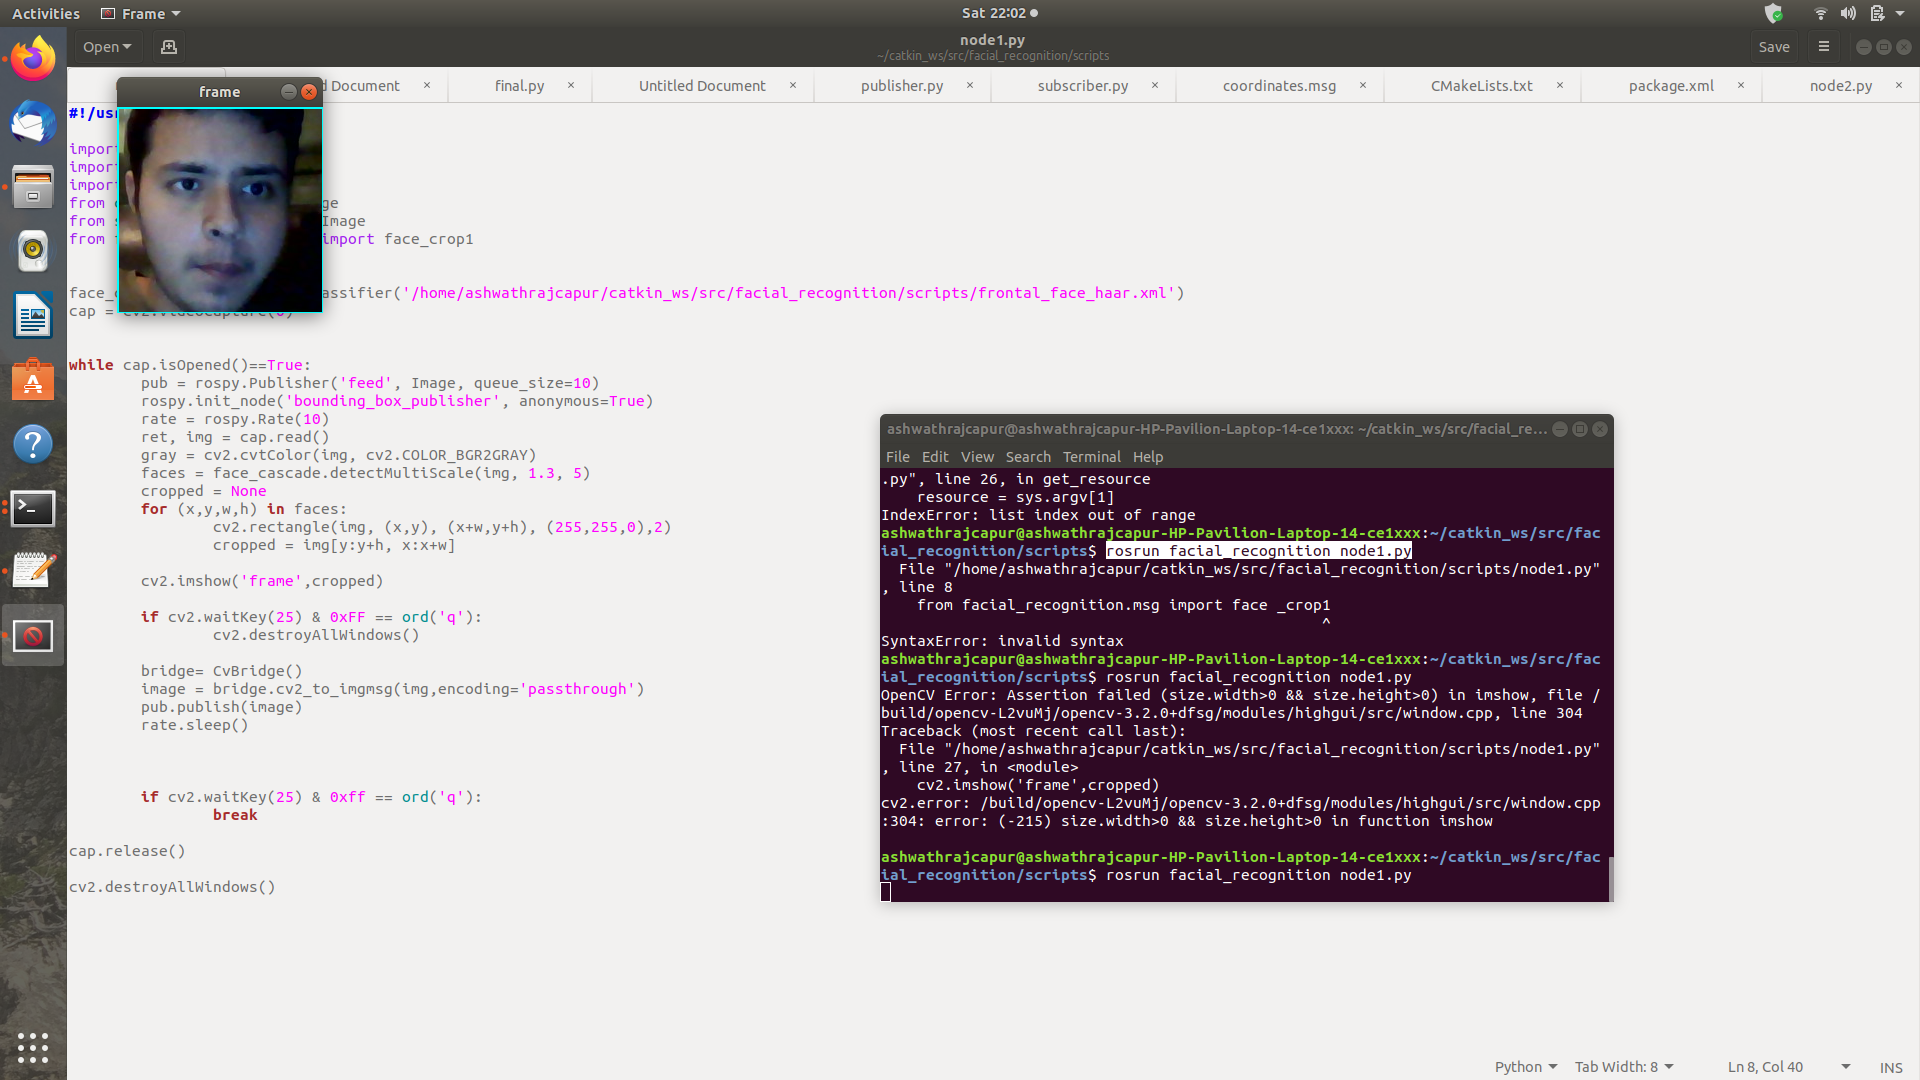 Activities
Frame
Sat 22:02
Open
node1.py
~/catkin_ws/src/facial_recognition/scripts
Save
d Document
final.py
Untitled Document
publisher.py
subscriber.py
coordinates.msg
CMakeLists.txt
package.xml
node2.py
frame
#!/us
impor
impor
impor
from
ge
from
Image
from
import face_crop1
face_
assifier('/home/ashwathrajcapur/catkin_ws/src/facial_recognition/scripts/frontal_face_haar.xml')
cap = cv2.VideoCapture(0)
while cap.isOpened()==True:
pub = rospy.Publisher('feed', Image, queue_size=10)
rospy.init_node('bounding_box_publisher', anonymous=True)
rate = rospy.Rate(10)
ret, img = cap.read()
gray = cv2.cvtColor(img, cv2.COLOR_BGR2GRAY)
faces = face_cascade.detectMultiScale(img, 1.3, 5)
cropped = None
for (x,y,w,h) in faces:
cv2.rectangle(img, (x,y), (x+w,y+h), (255,255,0),2)
cropped = img[y:y+h, x:x+w]
cv2.imshow('frame',cropped)
if cv2.waitKey(25) & 0xFF == ord('q'):
cv2.destroyAllWindows()
bridge= CvBridge()
image = bridge.cv2_to_imgmsg(img,encoding='passthrough')
pub.publish(image)
rate.sleep()
if cv2.waitKey(25) & 0xff == ord('q'):
break
cap.release()
cv2.destroyAllWindows()
ashwathrajcapur@ashwathrajcapur-HP-Pavilion-Laptop-14-ce1xxx: ~/catkin_ws/src/facial_re...
File Edit View Search Terminal Help
.py", line 26, in get_resource
resource = sys.argv[1]
IndexError: list index out of range
ashwathrajcapur@ashwathrajcapur-HP-Pavilion-Laptop-14-ce1xxx:~/catkin_ws/src/fac
ial_recognition/scripts$ rosrun facial_recognition node1.py
File "/home/ashwathrajcapur/catkin_ws/src/facial_recognition/scripts/node1.py"
, line 8
from facial_recognition.msg import face _crop1
^
SyntaxError: invalid syntax
ashwathrajcapur@ashwathrajcapur-HP-Pavilion-Laptop-14-ce1xxx:~/catkin_ws/src/fac
ial_recognition/scripts$ rosrun facial_recognition node1.py
OpenCV Error: Assertion failed (size.width>0 && size.height>0) in imshow, file /
build/opencv-L2vuMj/opencv-3.2.0+dfsg/modules/highgui/src/window.cpp, line 304
Traceback (most recent call last):
File "/home/ashwathrajcapur/catkin_ws/src/facial_recognition/scripts/node1.py"
, line 27, in <module>
cv2.imshow('frame',cropped)
cv2.error: /build/opencv-L2vuMj/opencv-3.2.0+dfsg/modules/highgui/src/window.cpp
:304: error: (-215) size.width>0 && size.height>0 in function imshow
ashwathrajcapur@ashwathrajcapur-HP-Pavilion-Laptop-14-ce1xxx:~/catkin_ws/src/fac
ial_recognition/scripts$ rosrun facial_recognition node1.py
Python
Tab Width: 8
Ln 8, Col 40
INS